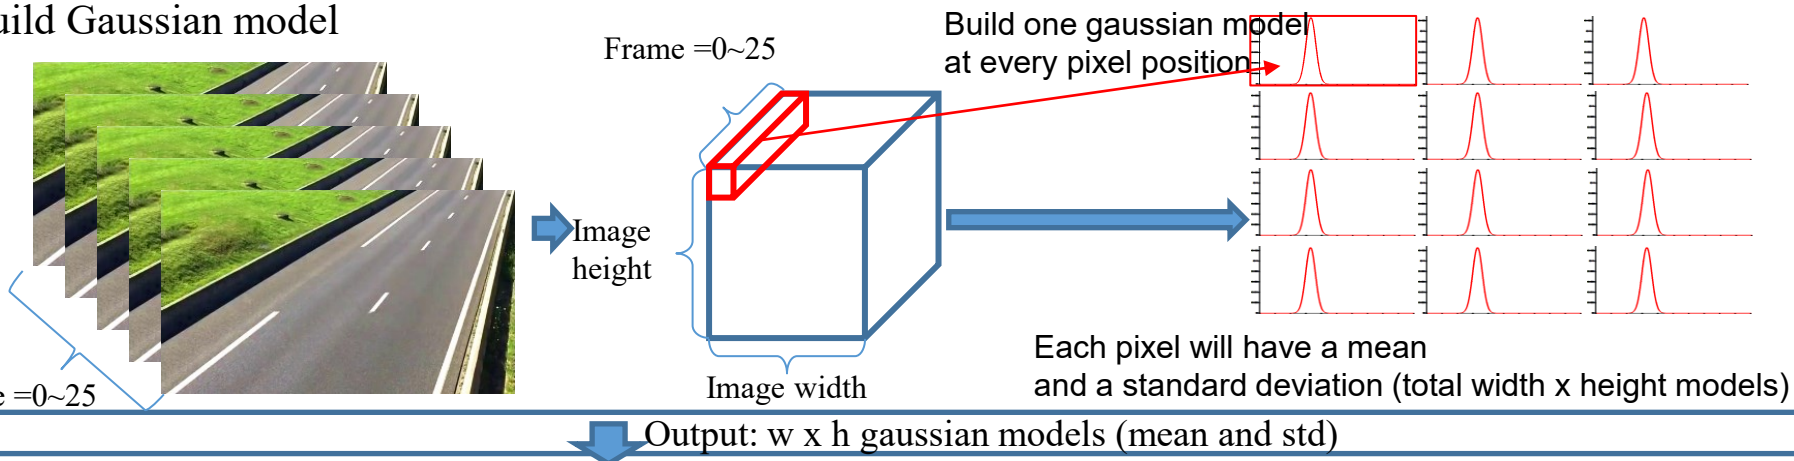 uild Gaussian model
Frame =0~25
Build one gaussian model
at every pixel position
Image
height
Image width
e =0~25
Each pixel will have a mean
and a standard deviation (total width x height models)
Output: w x h gaussian models (mean and std)